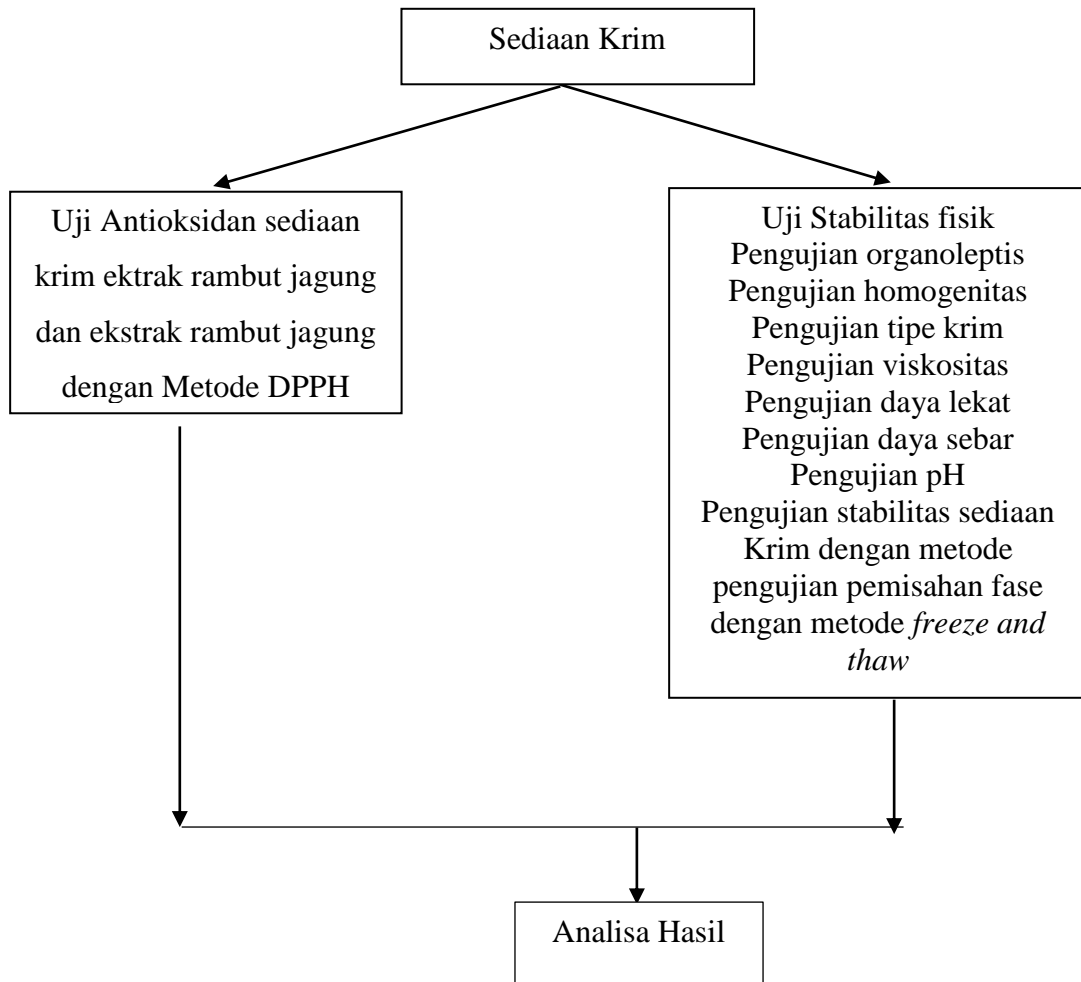 Sediaan Krim
Uji Antioksidan sediaan
krim ektrak rambut jagung
dan ekstrak rambut jagung
dengan Metode DPPH
Uji Stabilitas fisik
Pengujian organoleptis
Pengujian homogenitas
Pengujian tipe krim
Pengujian viskositas
Pengujian daya lekat
Pengujian daya sebar
Pengujian pH
Pengujian stabilitas sediaan
Krim dengan metode
pengujian pemisahan fase
dengan metode freeze and
thaw
Analisa Hasil